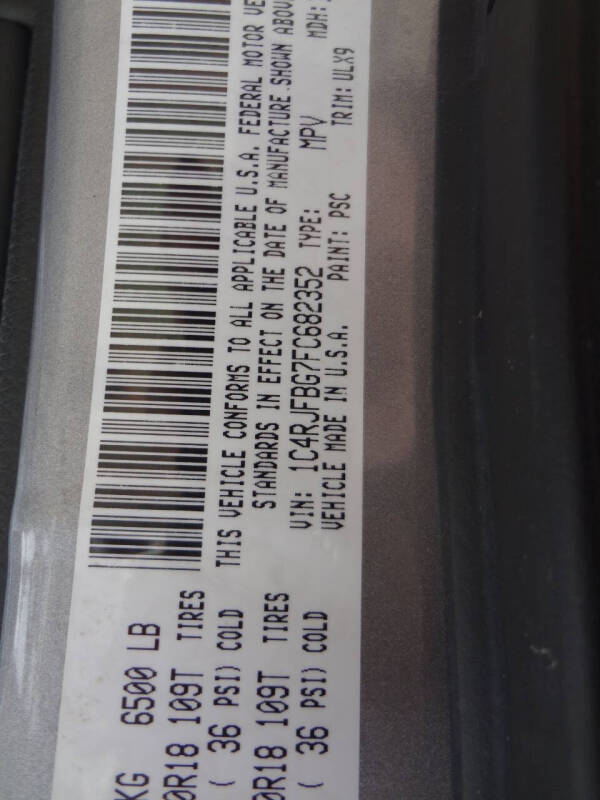 KG 6500 LB
0R18 109T TIRES
( 36 PSI) COLD
0R18 109T TIRES
( 36 PSI) COLD
THIS VEHICLE CONFORMS TO ALL APPLICABLE U.S.A. FEDERAL MOTOR VE
STANDARDS IN EFFECT ON THE DATE OF MANUFACTURE SHOWN ABOV
VIN: 1C4RJFBG7FC682352 TYPE: MPV MDH:
VEHICLE MADE IN U.S.A. PAINT: PSC TRIM: ULX9